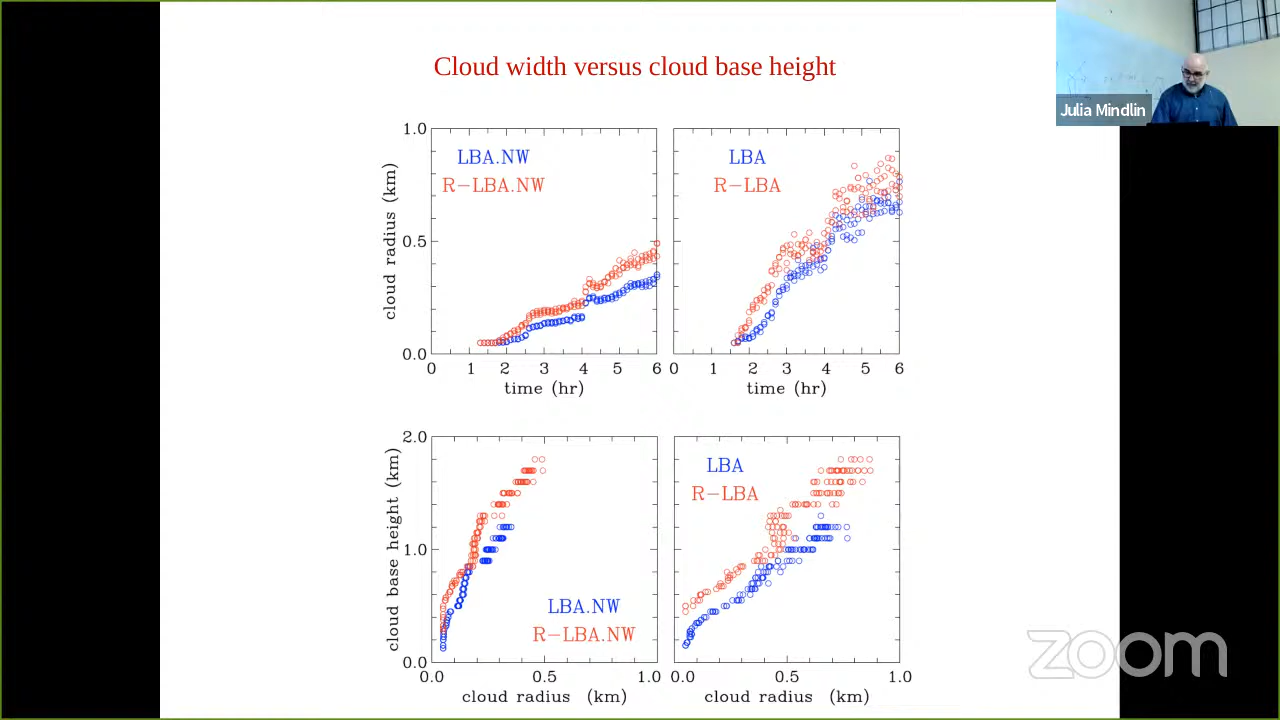 Cloud width versus cloud base height
Julia Mindlin
1.0
0.5
0.0
cloud radius (km)
LBA.NW
R-LBA.NW
0 1 2 3 4 5 6
time (hr)
LBA
R-LBA
0 1 2 3 4 5 6
time (hr)
2.0
1.0
0.0
cloud base height (km)
LBA.NW
R-LBA.NW
0.0 0.5 1.0
cloud radius (km)
LBA
R-LBA
0.0 0.5 1.0
cloud radius (km)
zoom